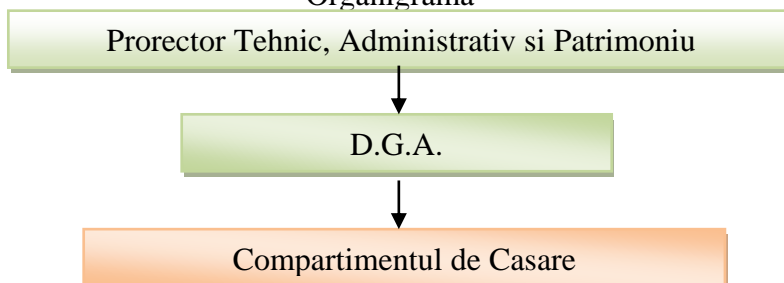 Organigrama
Prorector Tehnic, Administrativ si Patrimoniu
D.G.A.
Compartimentul de Casare